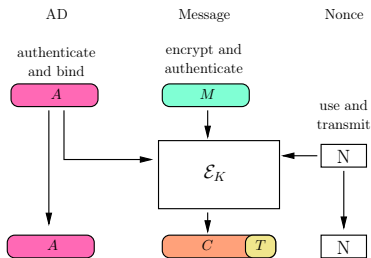 AD Message Nonce
authenticate
and bind
encrypt and
authenticate
A
M
use and
transmit
N
ℰ_K
A
C
T
N